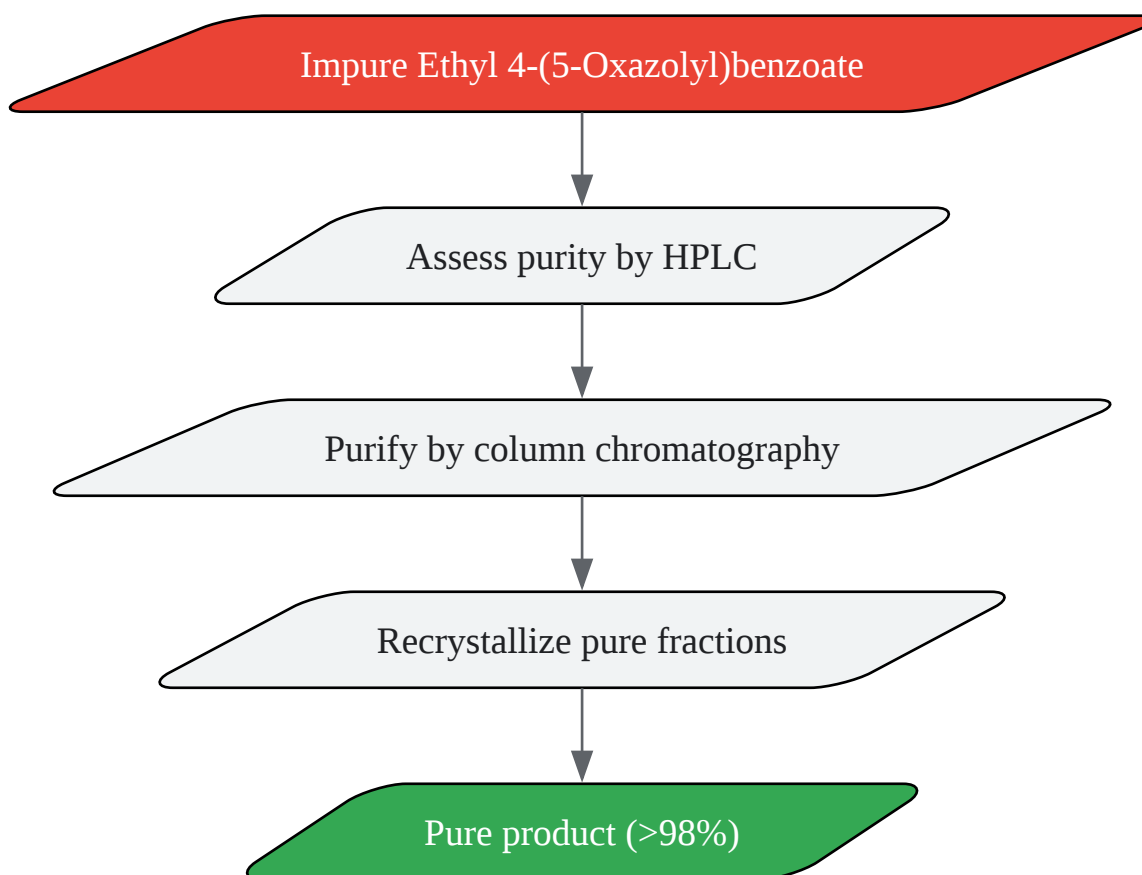 Impure Ethyl 4-(5-Oxazolyl)benzoate
Assess purity by HPLC
Purify by column chromatography
Recrystallize pure fractions
Pure product (>98%)